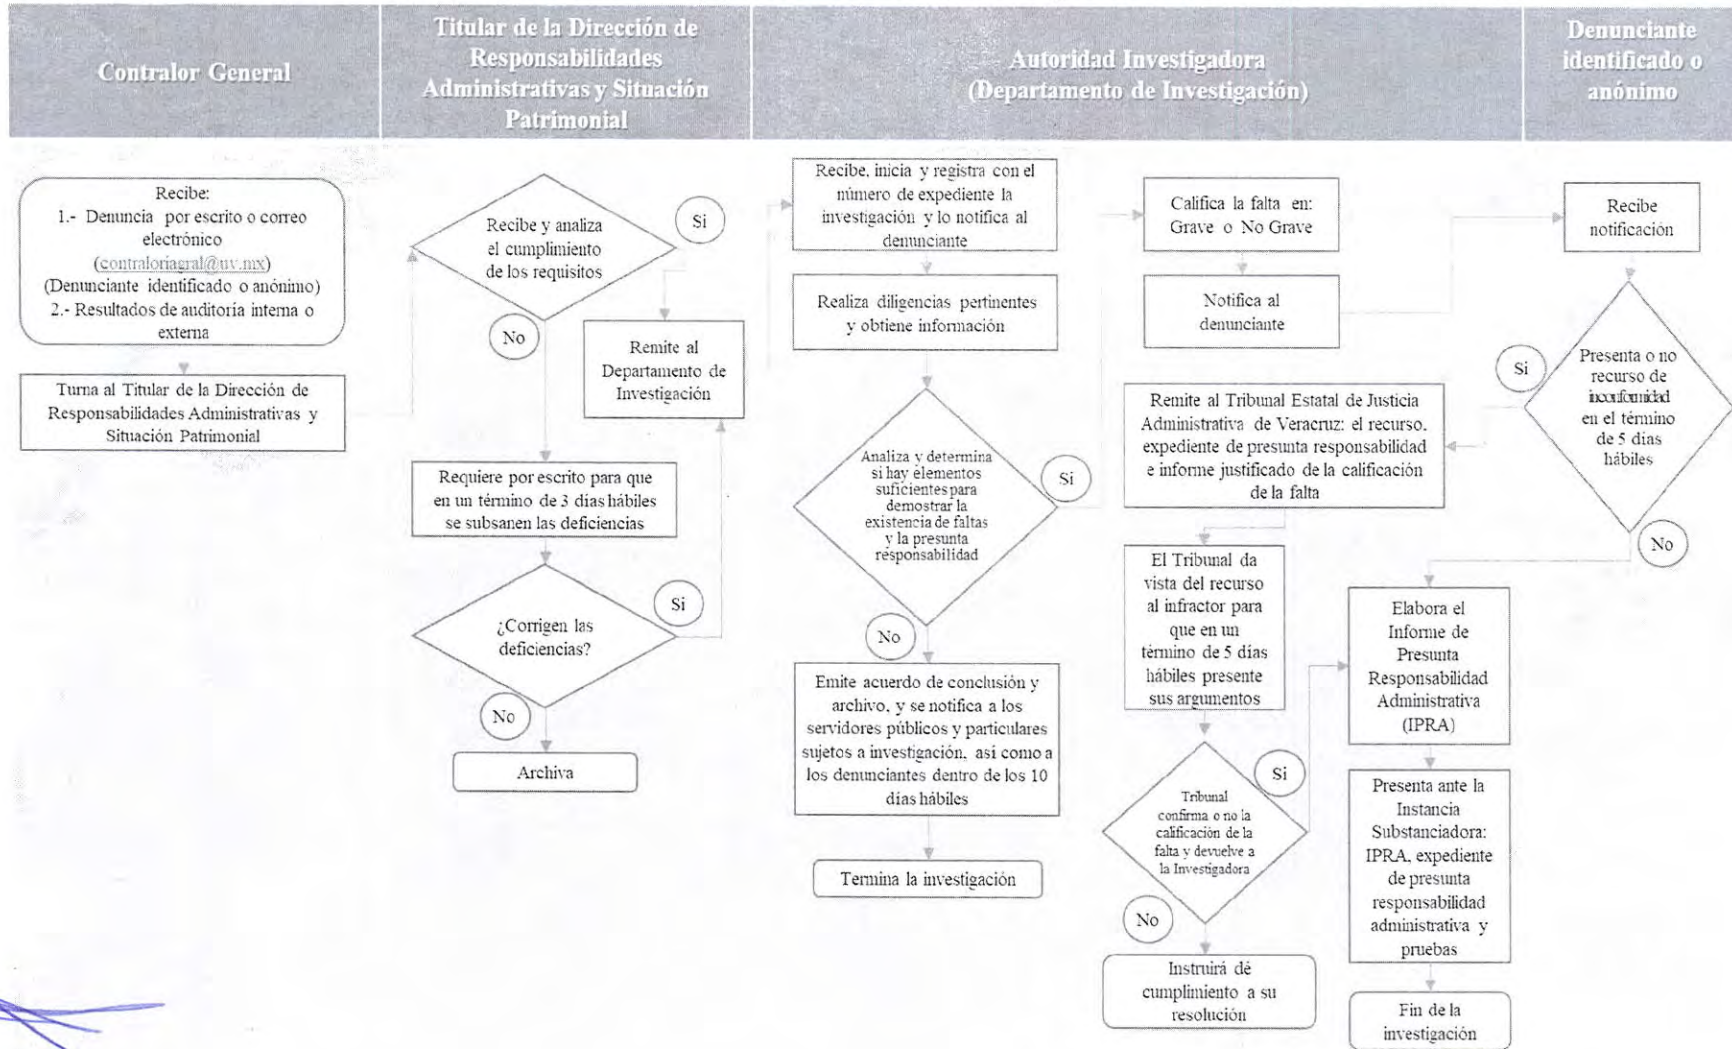 Contralor General
Titular de la Dirección de
Responsabilidades
Administrativas y Situación
Patrimonial
Autoridad Investigadora
(Departamento de Investigación)
Denunciante
identificado o
anónimo
Recibe:
1.- Denuncia por escrito o correo
electrónico
(contraloriagral@uv.mx)
(Denunciante identificado o anónimo)
2.- Resultados de auditoría interna o
externa
Turna al Titular de la Dirección de
Responsabilidades Administrativas y
Situación Patrimonial
Recibe y analiza
el cumplimiento
de los requisitos
Si
No
Remite al
Departamento de
Investigación
Requiere por escrito para que
en un término de 3 días hábiles
se subsanen las deficiencias
¿Corrigen las
deficiencias?
Si
No
Archiva
Recibe, inicia y registra con el
número de expediente la
investigación y lo notifica al
denunciante
Realiza diligencias pertinentes
y obtiene información
Analiza y determina
si hay elementos
suficientes para
demostrar la
existencia de faltas
y la presunta
responsabilidad
Si
No
Emite acuerdo de conclusión y
archivo, y se notifica a los
servidores públicos y particulares
sujetos a investigación, así como a
los denunciantes dentro de los 10
días hábiles
Termina la investigación
Califica la falta en:
Grave o No Grave
Notifica al
denunciante
Remite al Tribunal Estatal de Justicia
Administrativa de Veracruz: el recurso,
expediente de presunta responsabilidad
e informe justificado de la calificación
de la falta
El Tribunal da
vista del recurso
al infractor para
que en un
término de 5 días
hábiles presente
sus argumentos
Tribunal
confirma o no la
calificación de la
falta y devuelve a
la Investigadora
Si
No
Instruirá dé
cumplimiento a su
resolución
Recibe
notificación
Presenta o no
recurso de
inconformidad
en el término
de 5 días
hábiles
Si
No
Elabora el
Informe de
Presunta
Responsabilidad
Administrativa
(IPRA)
Presenta ante la
Instancia
Substanciadora:
IPRA, expediente
de presunta
responsabilidad
administrativa y
pruebas
Fin de la
investigación